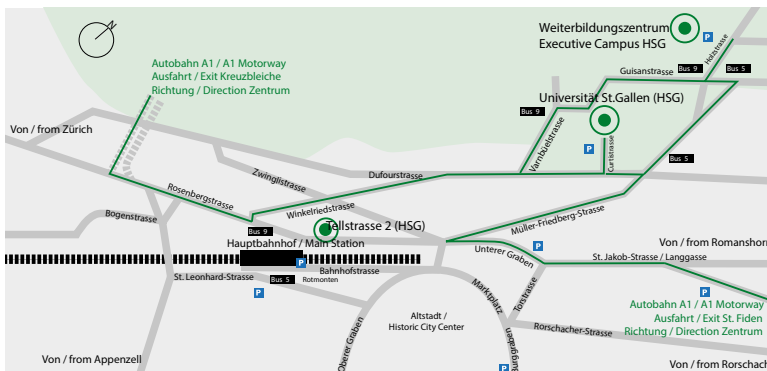 N
Weiterbildungszentrum
Executive Campus HSG
P
Holzstrasse
Autobahn A1 / A1 Motorway
Ausfahrt / Exit Kreuzbleiche
Richtung / Direction Zentrum
Guisanstrasse
Bus 9
Bus 5
Universität St.Gallen (HSG)
Bus 9
Von / from Zürich
Varnbüelstrasse
P
Curtistrasse
Bus 5
Zwinglistrasse
Dufourstrasse
Rosenbergstrasse
Winkelriedstrasse
Bogenstrasse
Müller-Friedberg-Strasse
Tellstrasse 2 (HSG)
Bus 9
Hauptbahnhof / Main Station
Unterer Graben
P
Von / from Romanshorn
St. Jakob-Strasse / Langgasse
P
Bahnhofstrasse
St. Leonhard-Strasse
Bus 5
Rotmonten
P
Marktplatz
Torstrasse
P
Autobahn A1 / A1 Motorway
Ausfahrt / Exit St. Fiden
Richtung / Direction Zentrum
Altstadt /
Historic City Center
Rorschacher-Strasse
Oberer Graben
Von / from Appenzell
P
Von / from Rorschach